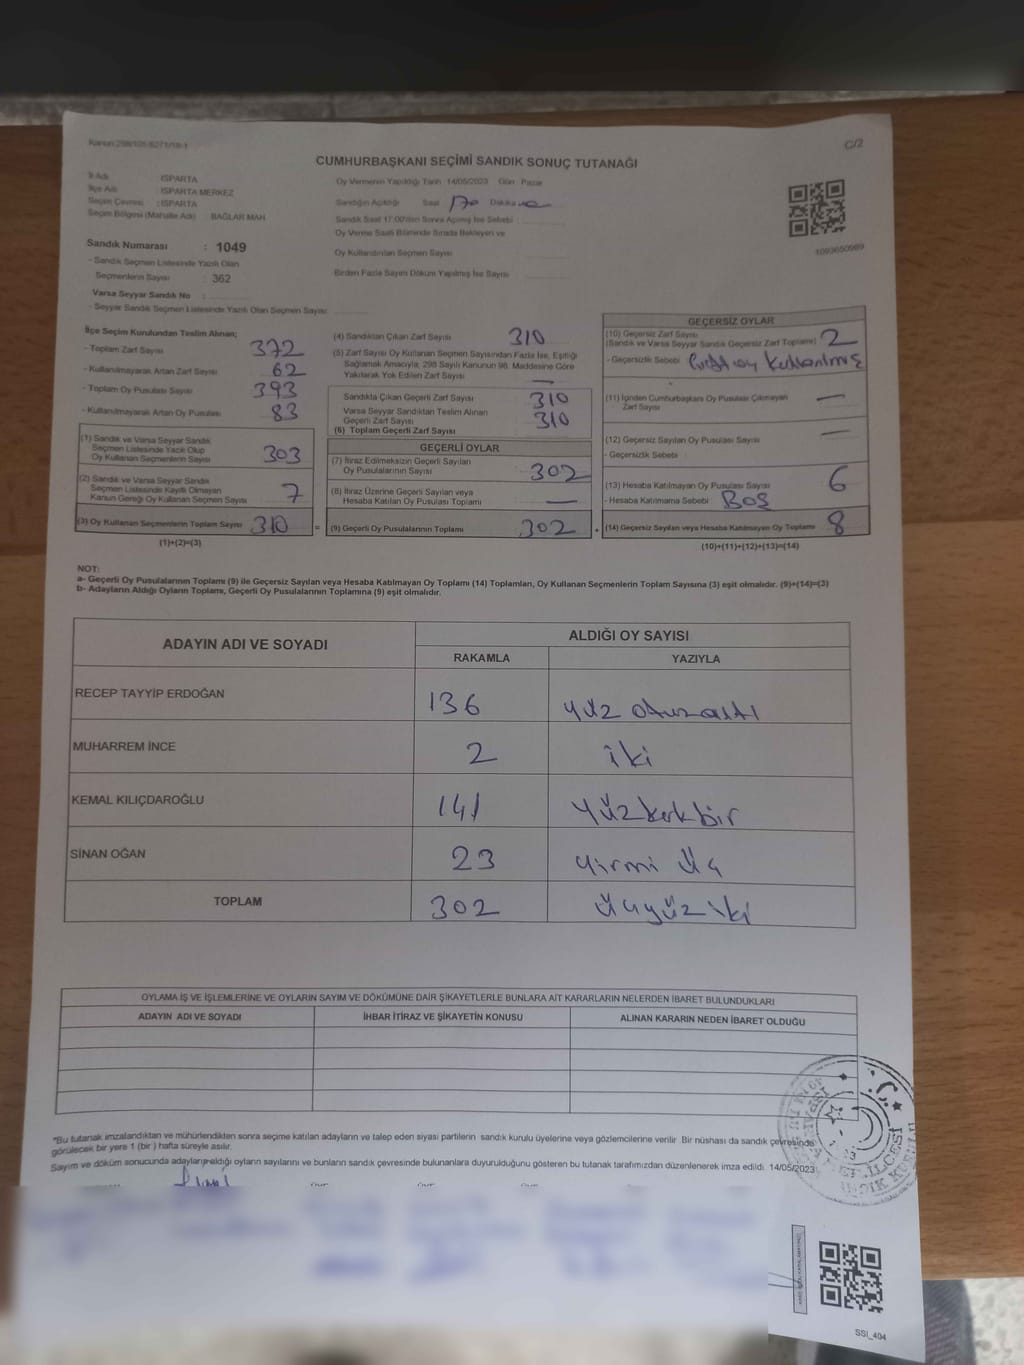 Kanun:298/105-6271/18-1
C/2
CUMHURBAŞKANI SEÇİMİ SANDIK SONUÇ TUTANAĞI
İl Adı : ISPARTA
İlçe Adı : ISPARTA MERKEZ
Seçim Çevresi : ISPARTA
Seçim Bölgesi (Mahalle Adı) : BAĞLAR MAH
Sandık Numarası : 1049
- Sandık Seçmen Listesinde Yazılı Olan
Seçmenlerin Sayısı : 362
Varsa Seyyar Sandık No :
- Seyyar Sandık Seçmen Listesinde Yazılı Olan Seçmen Sayısı:
Oy Vermenin Yapıldığı Tarih :14/05/2023 Gün : Pazar
Sandığın Açıldığı Saat 17 Dakika
Sandık Saat 17.00'den Sonra Açılmış İse Sebebi :
Oy Verme Saati Bitiminde Sırada Bekleyen ve
Oy Kullandırılan Seçmen Sayısı
Birden Fazla Sayım Döküm Yapılmış İse Sayısı
1093650989
İlçe Seçim Kurulundan Teslim Alınan;
- Toplam Zarf Sayısı 372
- Kullanılmayarak Artan Zarf Sayısı 62
- Toplam Oy Pusulası Sayısı 393
- Kullanılmayarak Artan Oy Pusulası 83
(1) Sandık ve Varsa Seyyar Sandık
Seçmen Listesinde Yazılı Olup
Oy Kullanan Seçmenlerin Sayısı 303
(2) Sandık ve Varsa Seyyar Sandık
Seçmen Listesinde Kayıtlı Olmayan
Kanun Gereği Oy Kullanan Seçmen Sayısı 7
(3) Oy Kullanan Seçmenlerin Toplam Sayısı 310 =
(1)+(2)=(3)
(4) Sandıktan Çıkan Zarf Sayısı 310
(5) Zarf Sayısı Oy Kullanan Seçmen Sayısından Fazla İse, Eşitliği
Sağlamak Amacıyla, 298 Sayılı Kanunun 98. Maddesine Göre
Yakılarak Yok Edilen Zarf Sayısı —
Sandıkta Çıkan Geçerli Zarf Sayısı 310
Varsa Seyyar Sandıktan Teslim Alınan
Geçerli Zarf Sayısı 310
(6) Toplam Geçerli Zarf Sayısı
GEÇERLİ OYLAR
(7) İtiraz Edilmeksizin Geçerli Sayılan
Oy Pusulalarının Sayısı 302
(8) İtiraz Üzerine Geçerli Sayılan veya
Hesaba Katılan Oy Pusulası Toplamı —
(9) Geçerli Oy Pusulalarının Toplamı 302 +
GEÇERSİZ OYLAR
(10) Geçersiz Zarf Sayısı
(Sandık ve Varsa Seyyar Sandık Geçersiz Zarf Toplamı) 2
- Geçersizlik Sebebi oy kullanılmış
(11) İçinden Cumhurbaşkanı Oy Pusulası Çıkmayan
Zarf Sayısı —
(12) Geçersiz Sayılan Oy Pusulası Sayısı —
- Geçersizlik Sebebi :
(13) Hesaba Katılmayan Oy Pusulası Sayısı 6
- Hesaba Katılmama Sebebi BOŞ
(14) Geçersiz Sayılan veya Hesaba Katılmayan Oy Toplamı 8
(10)+(11)+(12)+(13)=(14)
NOT:
a- Geçerli Oy Pusulalarının Toplamı (9) ile Geçersiz Sayılan veya Hesaba Katılmayan Oy Toplamı (14) Toplamları, Oy Kullanan Seçmenlerin Toplam Sayısına (3) eşit olmalıdır. (9)+(14)=(3)
b- Adayların Aldığı Oyların Toplamı, Geçerli Oy Pusulalarının Toplamına (9) eşit olmalıdır.
ADAYIN ADI VE SOYADI ALDIĞI OY SAYISI
RAKAMLA YAZIYLA
RECEP TAYYİP ERDOĞAN 136 yüz otuzaltı
MUHARREM İNCE 2 iki
KEMAL KILIÇDAROĞLU 141 yüzkırkbir
SİNAN OĞAN 23 yirmi üç
TOPLAM 302 üçyüziki
OYLAMA İŞ VE İŞLEMLERİNE VE OYLARIN SAYIM VE DÖKÜMÜNE DAİR ŞİKAYETLERLE BUNLARA AİT KARARLARIN NELERDEN İBARET BULUNDUKLARI
ADAYIN ADI VE SOYADI İHBAR İTİRAZ VE ŞİKAYETİN KONUSU ALINAN KARARIN NEDEN İBARET OLDUĞU
"Bu tutanak imzalandıktan ve mühürlendikten sonra seçime katılan adayların ve talep eden siyasi partilerin sandık kurulu üyelerine veya gözlemcilerine verilir. Bir nüshası da sandık çevresinde
görülecek bir yere 1 (bir ) hafta süreyle asılır.
Sayım ve döküm sonucunda adayların aldığı oyların sayılarını ve bunların sandık çevresinde bulunanlara duyurulduğunu gösteren bu tutanak tarafımızdan düzenlenerek imza edildi. 14/05/2023
SSI_404